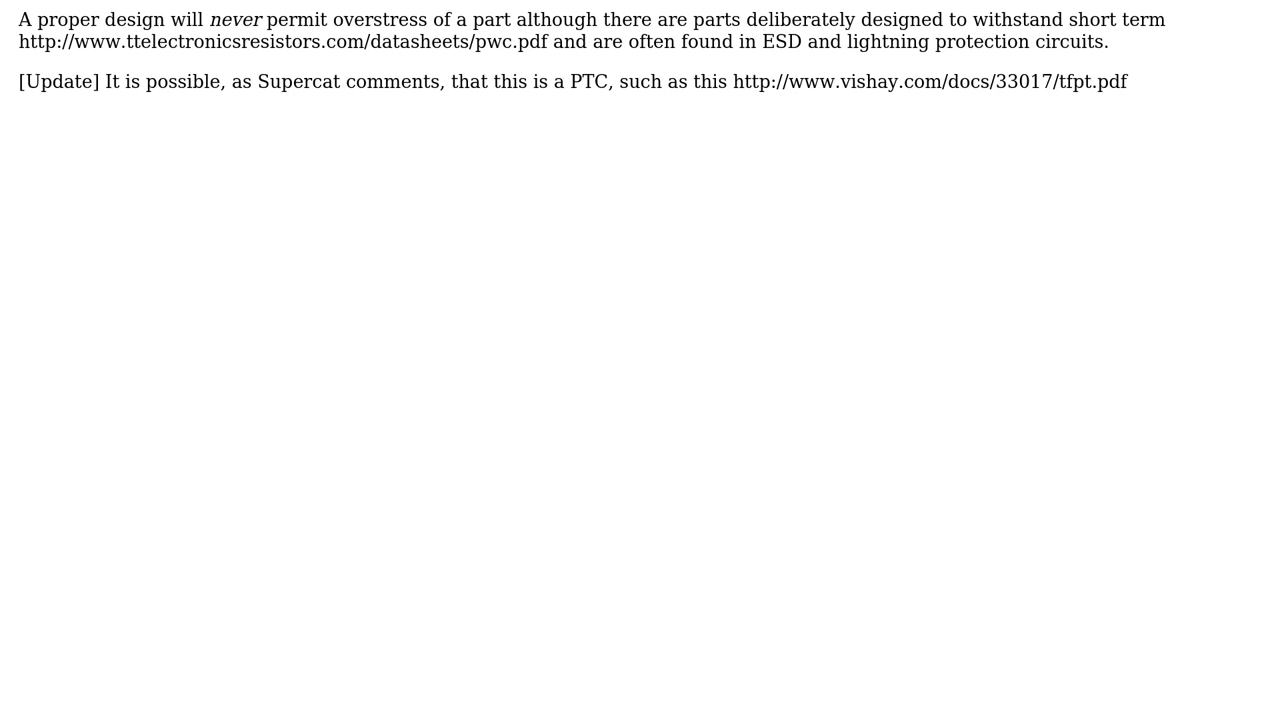 A proper design will never permit overstress of a part although there are parts deliberately designed to withstand short term
http://www.ttelectronicsresistors.com/datasheets/pwc.pdf and are often found in ESD and lightning protection circuits.
[Update] It is possible, as Supercat comments, that this is a PTC, such as this http://www.vishay.com/docs/33017/tfpt.pdf